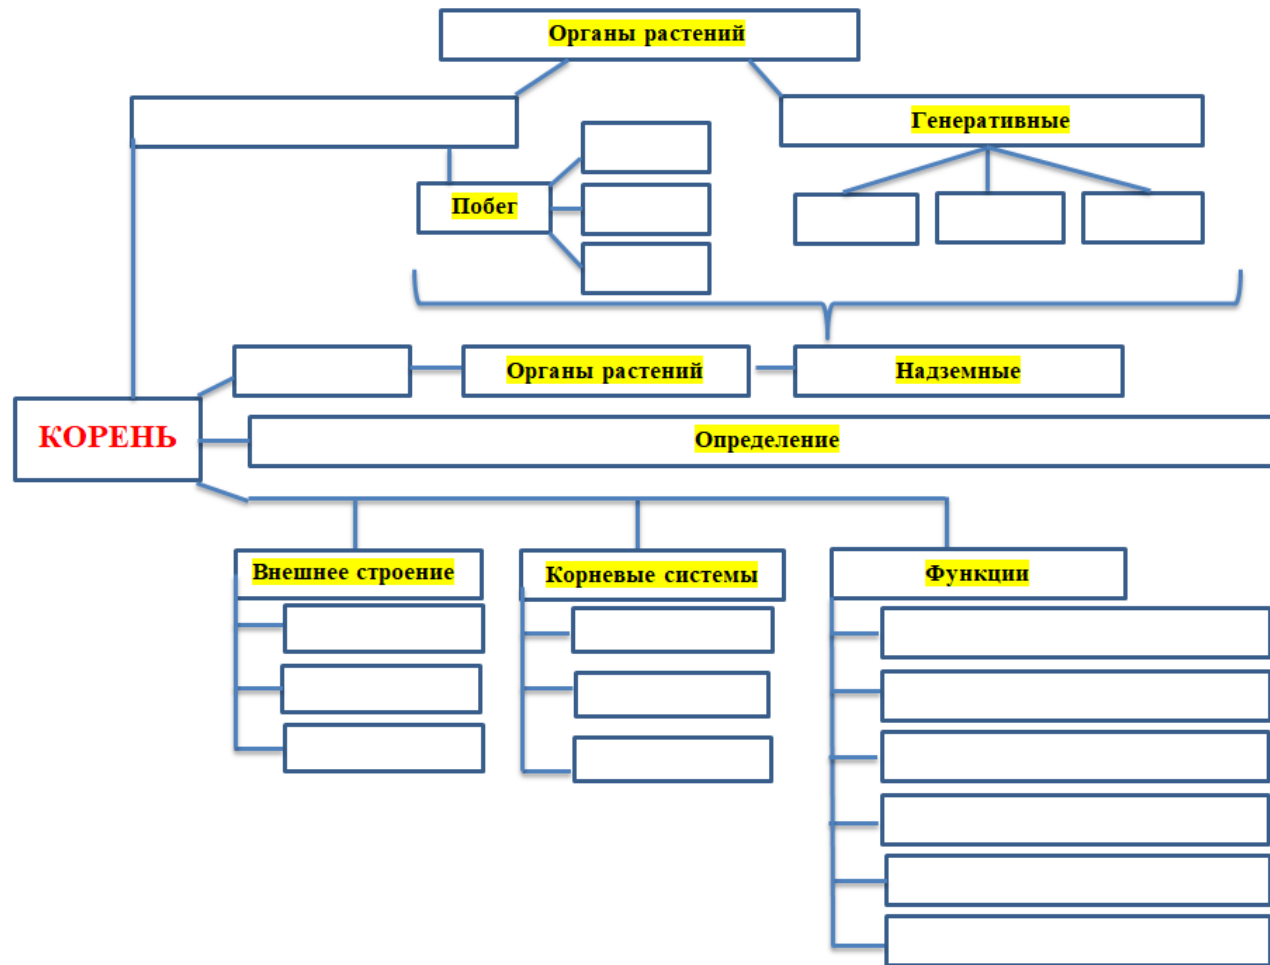 Органы растений
Генеративные
Побег
Органы растений
Надземные
КОРЕНЬ
Определение
Внешнее строение
Корневые системы
Функции